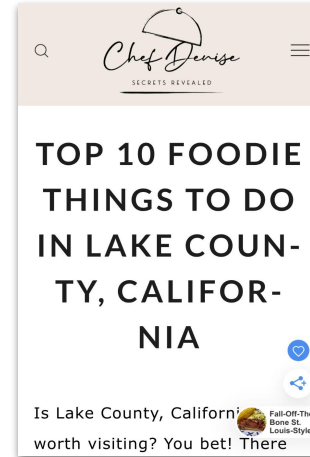 Chef Denise
SECRETS REVEALED
TOP 10 FOODIE
THINGS TO DO
IN LAKE COUN-
TY, CALIFOR-
NIA
Is Lake County, Californi
worth visiting? You bet! There
Fall-Off-The
Bone St.
Louis-Style